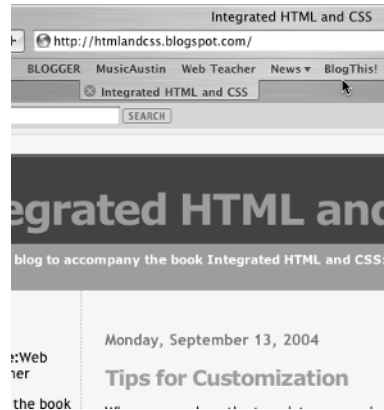 Integrated HTML and CSS
http://htmlandcss.blogspot.com/
BLOGGER MusicAustin Web Teacher News BlogThis!
Integrated HTML and CSS
SEARCH
egrated HTML and
blog to accompany the book Integrated HTML and CSS:
Monday, September 13, 2004
e:Web
her
Tips for Customization
the book